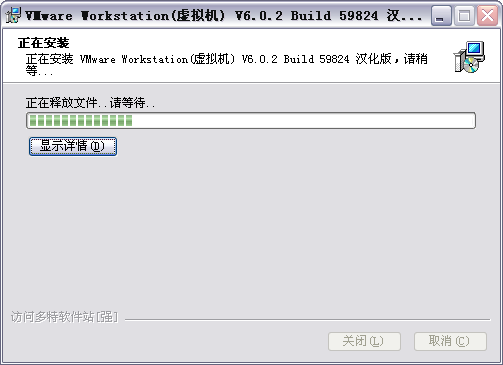 VMware Workstation(虚拟机) V6.0.2 Build 59824 汉...
正在安装
正在安装 VMware Workstation(虚拟机) V6.0.2 Build 59824 汉化版，请稍
等...
正在释放文件..请等待..
显示详情(D)
访问多特软件站[强]
关闭(L)
取消(C)